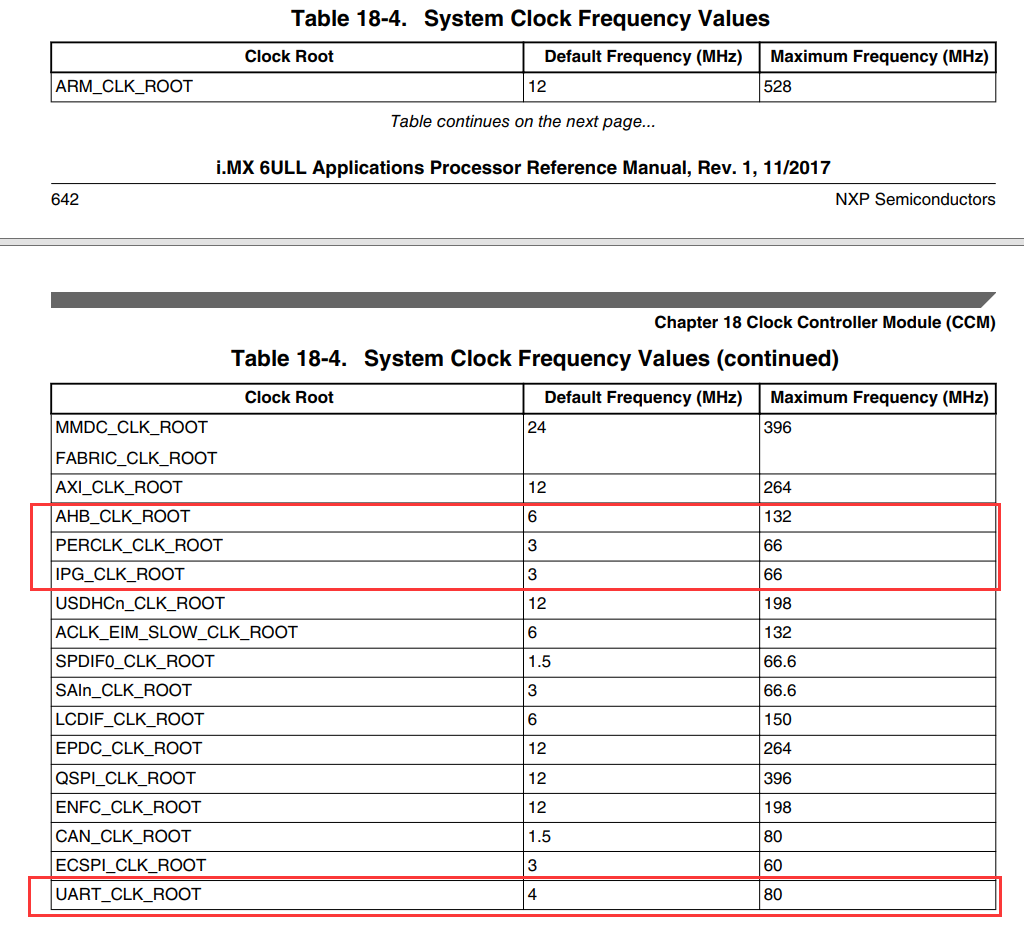 Table 18-4. System Clock Frequency Values
Clock Root Default Frequency (MHz) Maximum Frequency (MHz)
ARM_CLK_ROOT 12 528
Table continues on the next page...
i.MX 6ULL Applications Processor Reference Manual, Rev. 1, 11/2017
642 NXP Semiconductors
Chapter 18 Clock Controller Module (CCM)
Table 18-4. System Clock Frequency Values (continued)
Clock Root Default Frequency (MHz) Maximum Frequency (MHz)
MMDC_CLK_ROOT 24 396
FABRIC_CLK_ROOT
AXI_CLK_ROOT 12 264
AHB_CLK_ROOT 6 132
PERCLK_CLK_ROOT 3 66
IPG_CLK_ROOT 3 66
USDHCn_CLK_ROOT 12 198
ACLK_EIM_SLOW_CLK_ROOT 6 132
SPDIF0_CLK_ROOT 1.5 66.6
SAIn_CLK_ROOT 3 66.6
LCDIF_CLK_ROOT 6 150
EPDC_CLK_ROOT 12 264
QSPI_CLK_ROOT 12 396
ENFC_CLK_ROOT 12 198
CAN_CLK_ROOT 1.5 80
ECSPI_CLK_ROOT 3 60
UART_CLK_ROOT 4 80